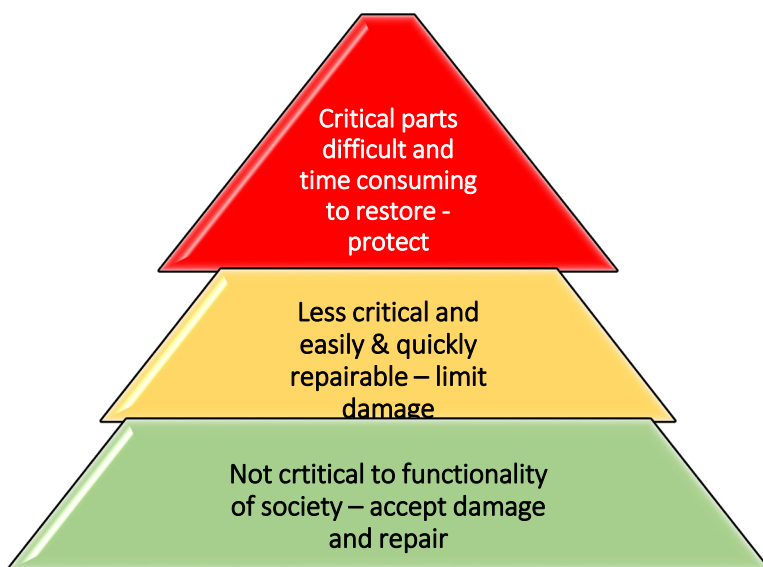 Critical parts
difficult and
time consuming
to restore -
protect
Less critical and
easily & quickly
repairable – limit
damage
Not crtitical to functionality
of society – accept damage
and repair